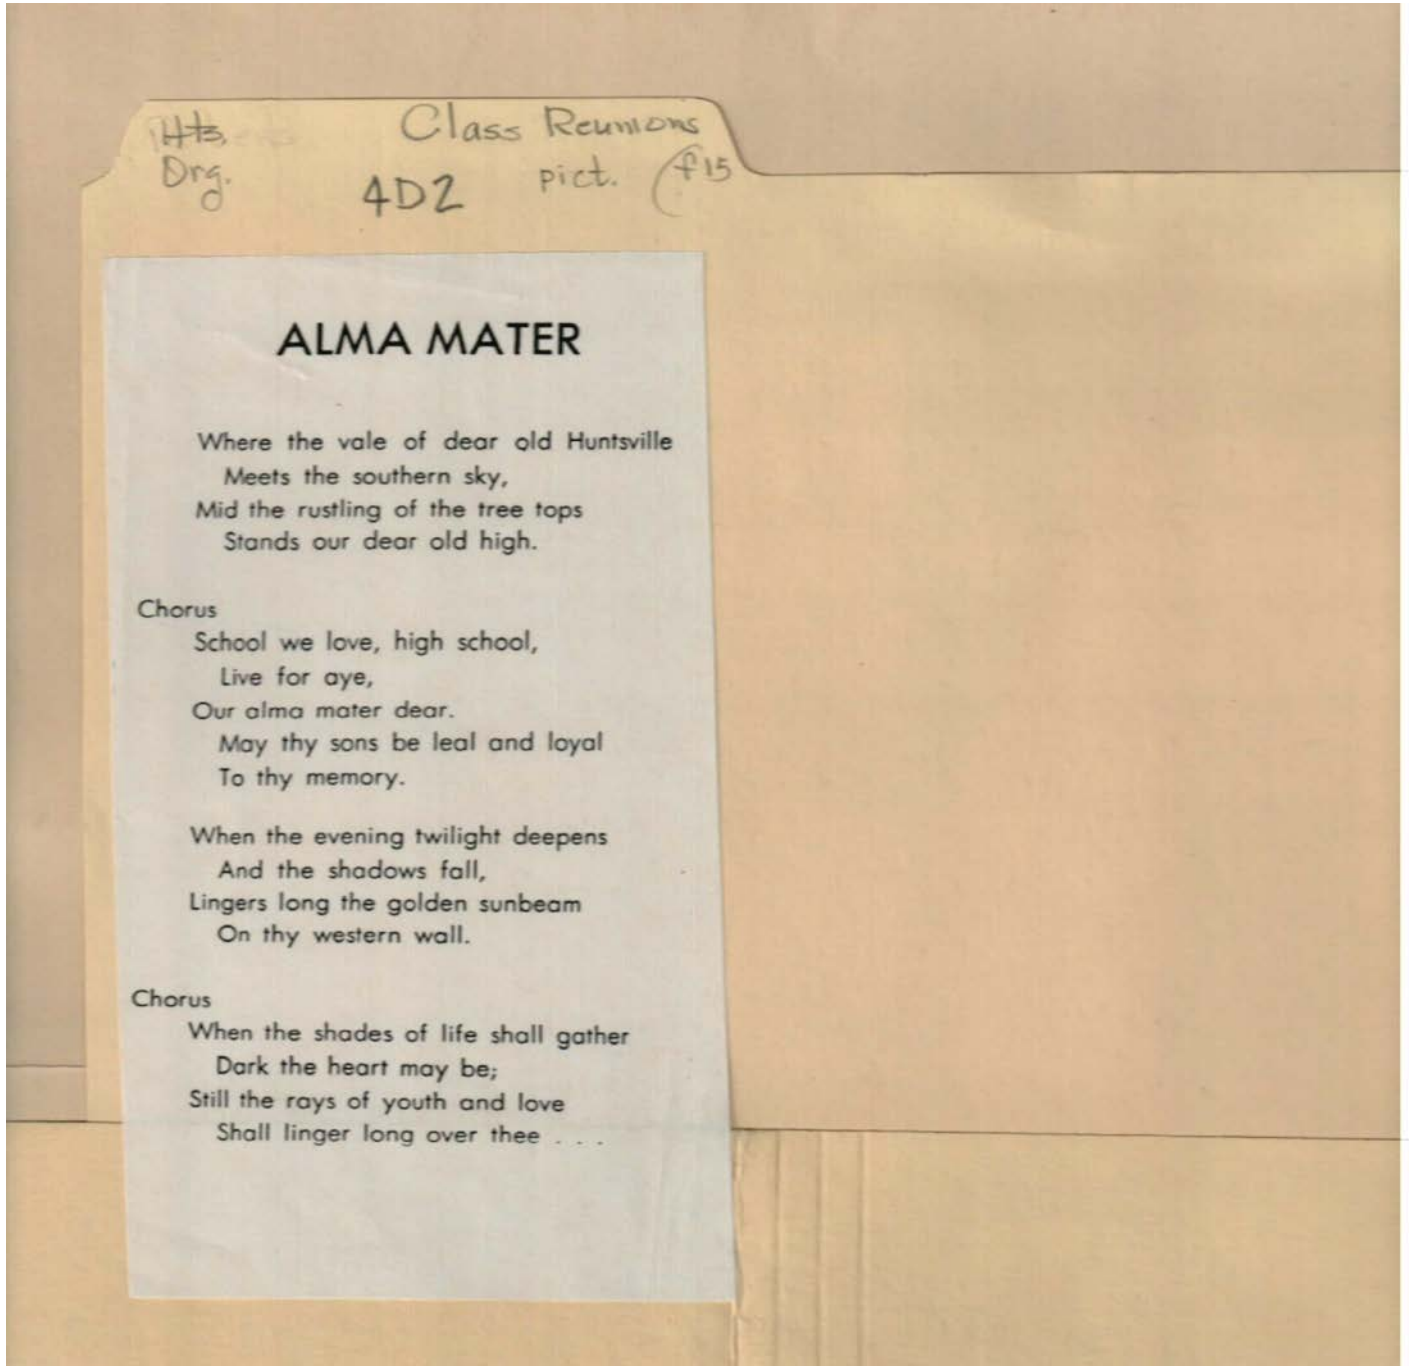 Class Reunions
Org.
4D2
pict.
(f15
ALMA MATER
Where the vale of dear old Huntsville
Meets the southern sky,
Mid the rustling of the tree tops
Stands our dear old high.
Chorus
School we love, high school,
Live for aye,
Our alma mater dear.
May thy sons be leal and loyal
To thy memory.
When the evening twilight deepens
And the shadows fall,
Lingers long the golden sunbeam
On thy western wall.
Chorus
When the shades of life shall gather
Dark the heart may be;
Still the rays of youth and love
Shall linger long over thee . . .